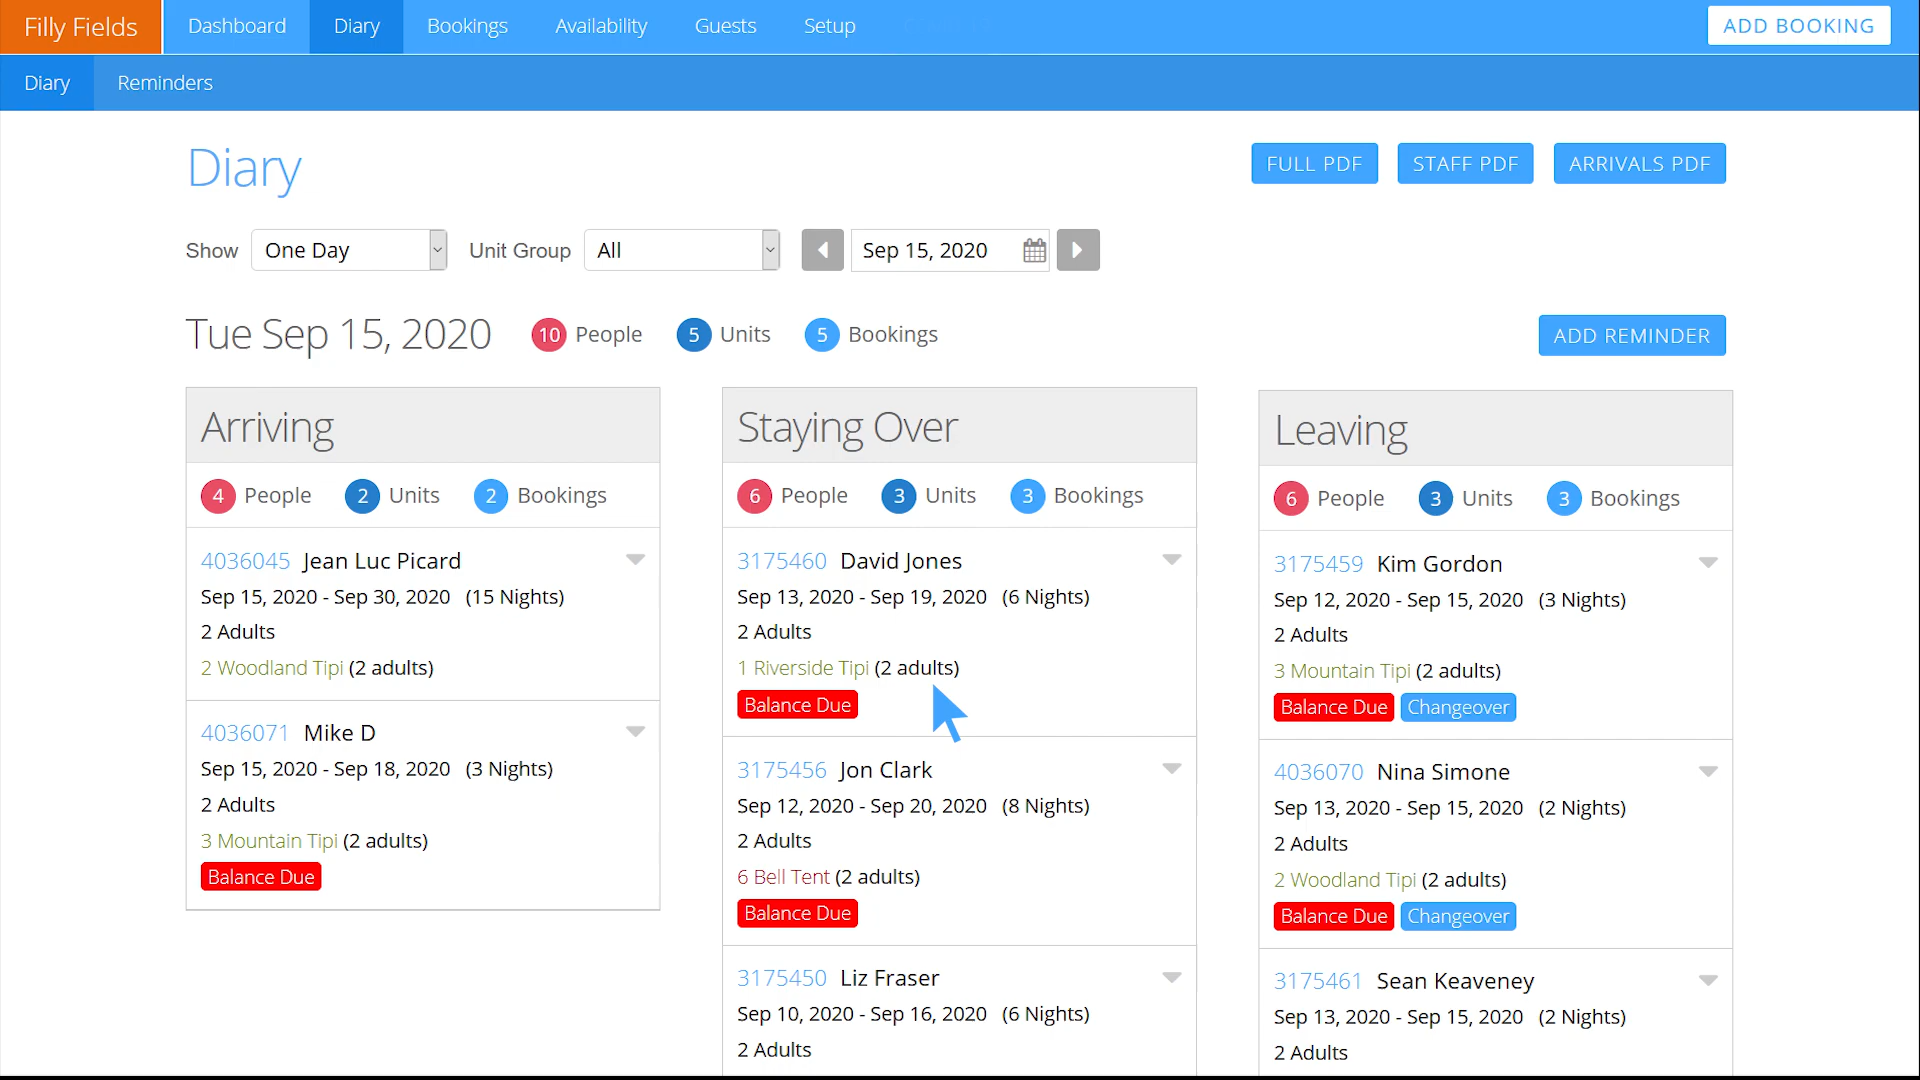 Filly Fields Dashboard Diary Bookings Availability Guests Setup ADD BOOKING
Diary Reminders
Diary FULL PDF STAFF PDF ARRIVALS PDF
Show One Day Unit Group All Sep 15, 2020
Tue Sep 15, 2020 10 People 5 Units 5 Bookings ADD REMINDER
Arriving
4 People 2 Units 2 Bookings
4036045 Jean Luc Picard
Sep 15, 2020 - Sep 30, 2020 (15 Nights)
2 Adults
2 Woodland Tipi (2 adults)
4036071 Mike D
Sep 15, 2020 - Sep 18, 2020 (3 Nights)
2 Adults
3 Mountain Tipi (2 adults)
Balance Due
Staying Over
6 People 3 Units 3 Bookings
3175460 David Jones
Sep 13, 2020 - Sep 19, 2020 (6 Nights)
2 Adults
1 Riverside Tipi (2 adults)
Balance Due
3175456 Jon Clark
Sep 12, 2020 - Sep 20, 2020 (8 Nights)
2 Adults
6 Bell Tent (2 adults)
Balance Due
3175450 Liz Fraser
Sep 10, 2020 - Sep 16, 2020 (6 Nights)
2 Adults
Leaving
6 People 3 Units 3 Bookings
3175459 Kim Gordon
Sep 12, 2020 - Sep 15, 2020 (3 Nights)
2 Adults
3 Mountain Tipi (2 adults)
Balance Due Changeover
4036070 Nina Simone
Sep 13, 2020 - Sep 15, 2020 (2 Nights)
2 Adults
2 Woodland Tipi (2 adults)
Balance Due Changeover
3175461 Sean Keaveney
Sep 13, 2020 - Sep 15, 2020 (2 Nights)
2 Adults